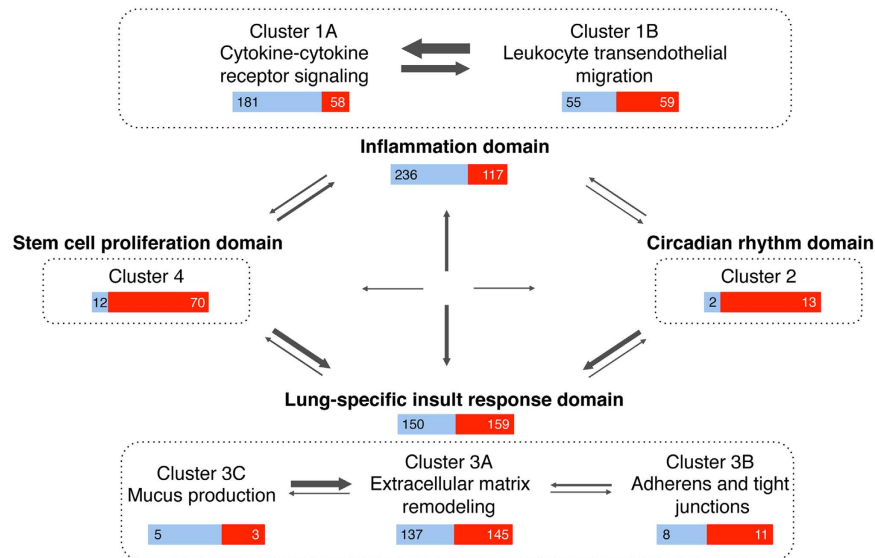 Cluster 1A
Cytokine-cytokine
receptor signaling
181 58
Cluster 1B
Leukocyte transendothelial
migration
55 59
Inflammation domain
236 117
Stem cell proliferation domain
Cluster 4
12 70
Circadian rhythm domain
Cluster 2
2 13
Lung-specific insult response domain
150 159
Cluster 3C
Mucus production
5 3
Cluster 3A
Extracellular matrix
remodeling
137 145
Cluster 3B
Adherens and tight
junctions
8 11